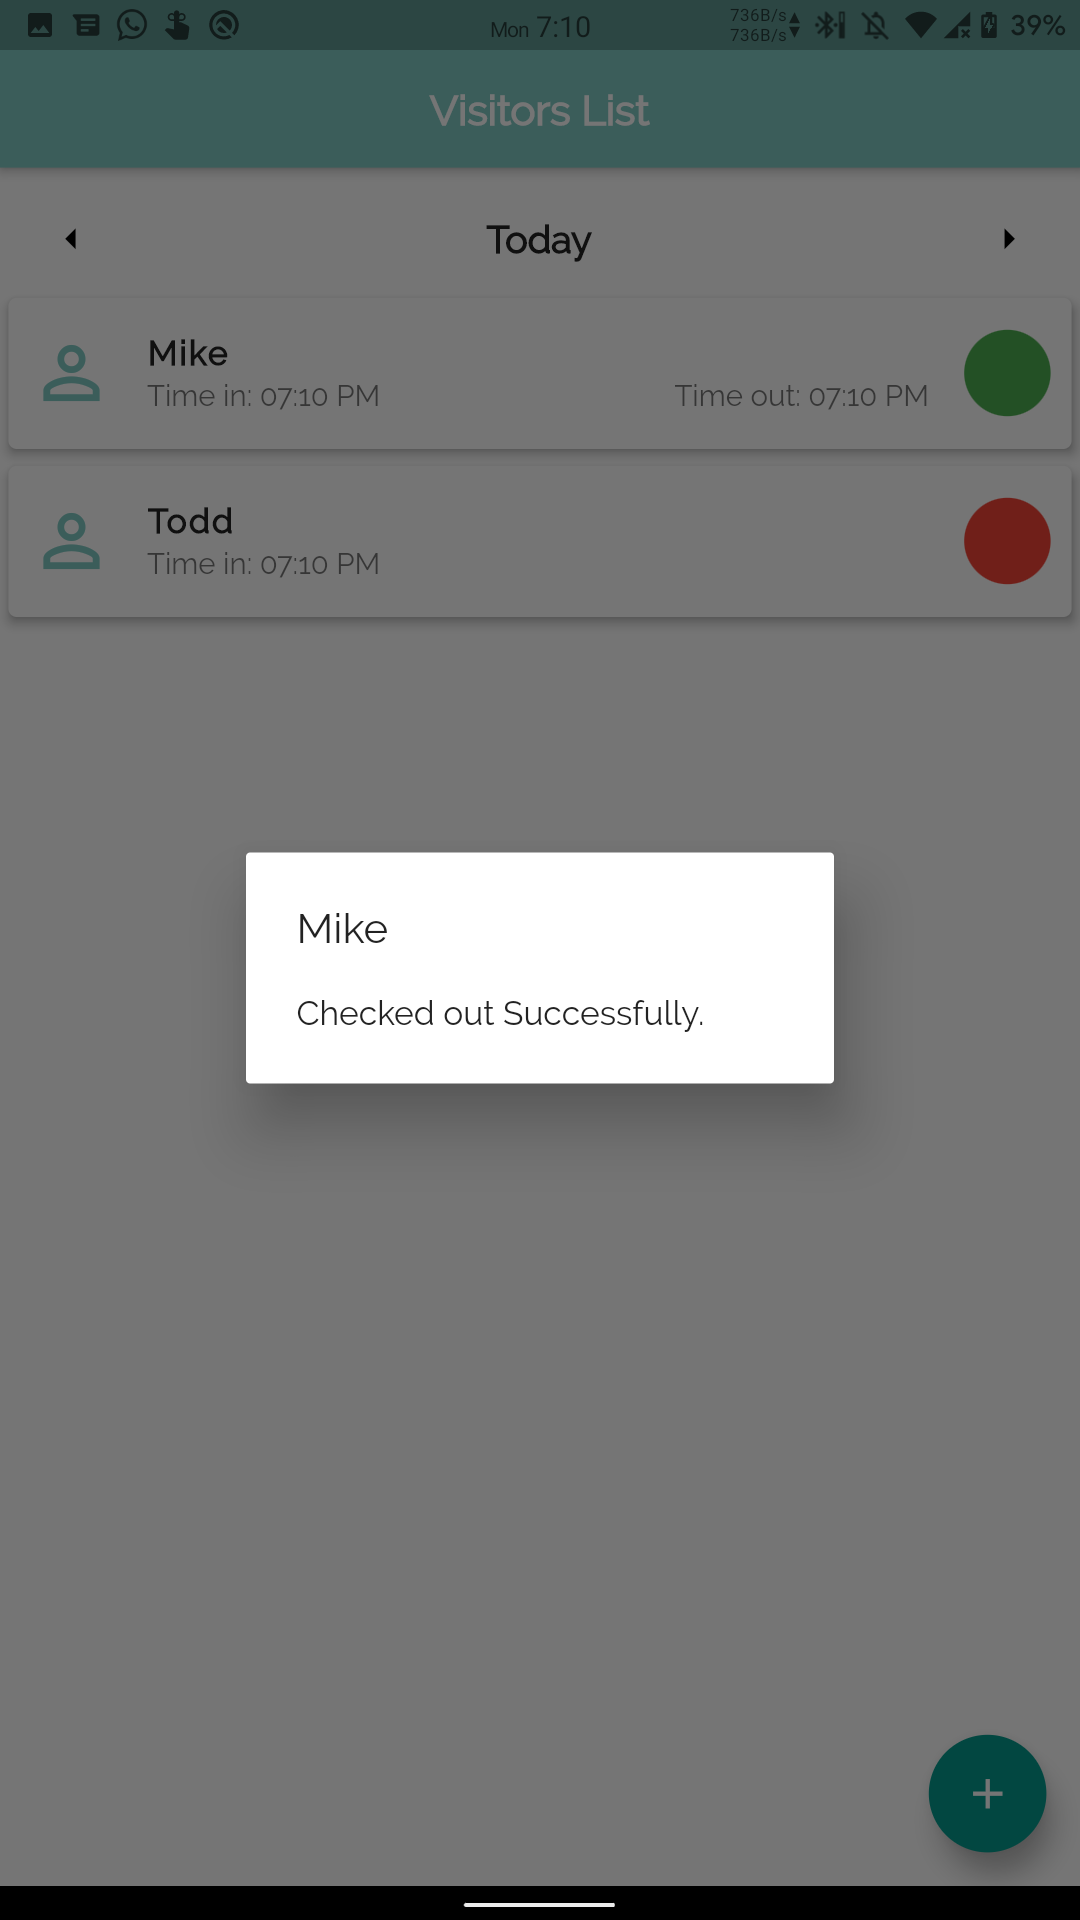 Mon 7:10
736B/s
736B/s
39%
Visitors List
Today
Mike
Time in: 07:10 PM Time out: 07:10 PM
Todd
Time in: 07:10 PM
Mike
Checked out Successfully.
+